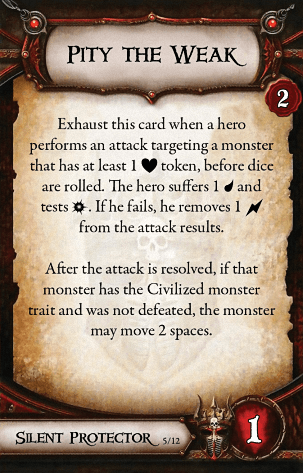 Pity the Weak
2
Exhaust this card when a hero
performs an attack targeting a monster
that has at least 1 ♥ token, before dice
are rolled. The hero suffers 1 and
tests . If he fails, he removes 1
from the attack results.
After the attack is resolved, if that
monster has the Civilized monster
trait and was not defeated, the monster
may move 2 spaces.
Silent Protector 5/12
1